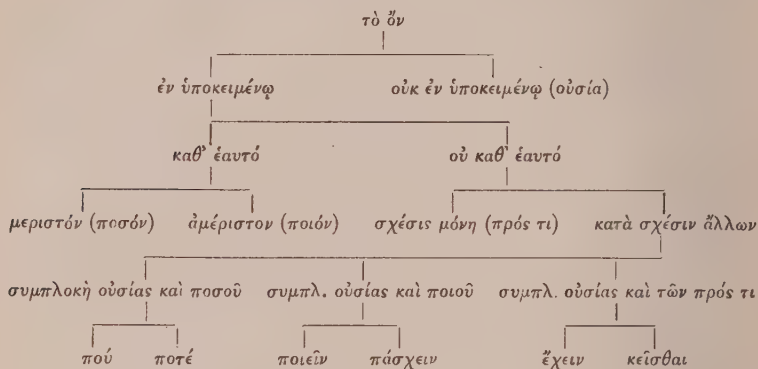 τὸ ὄν
ἐν ὑποκειμένῳ οὐκ ἐν ὑποκειμένῳ (οὐσία)
καθ’ ἑαυτό οὐ καθ’ ἑαυτό
μεριστόν (ποσόν) ἀμέριστον (ποιόν) σχέσις μόνη (πρός τι) κατὰ σχέσιν ἄλλων
συμπλοκὴ οὐσίας καὶ ποσοῦ συμπλ. οὐσίας καὶ ποιοῦ συμπλ. οὐσίας καὶ τῶν πρός τι
πού ποτέ ποιεῖν πάσχειν ἔχειν κεῖσθαι